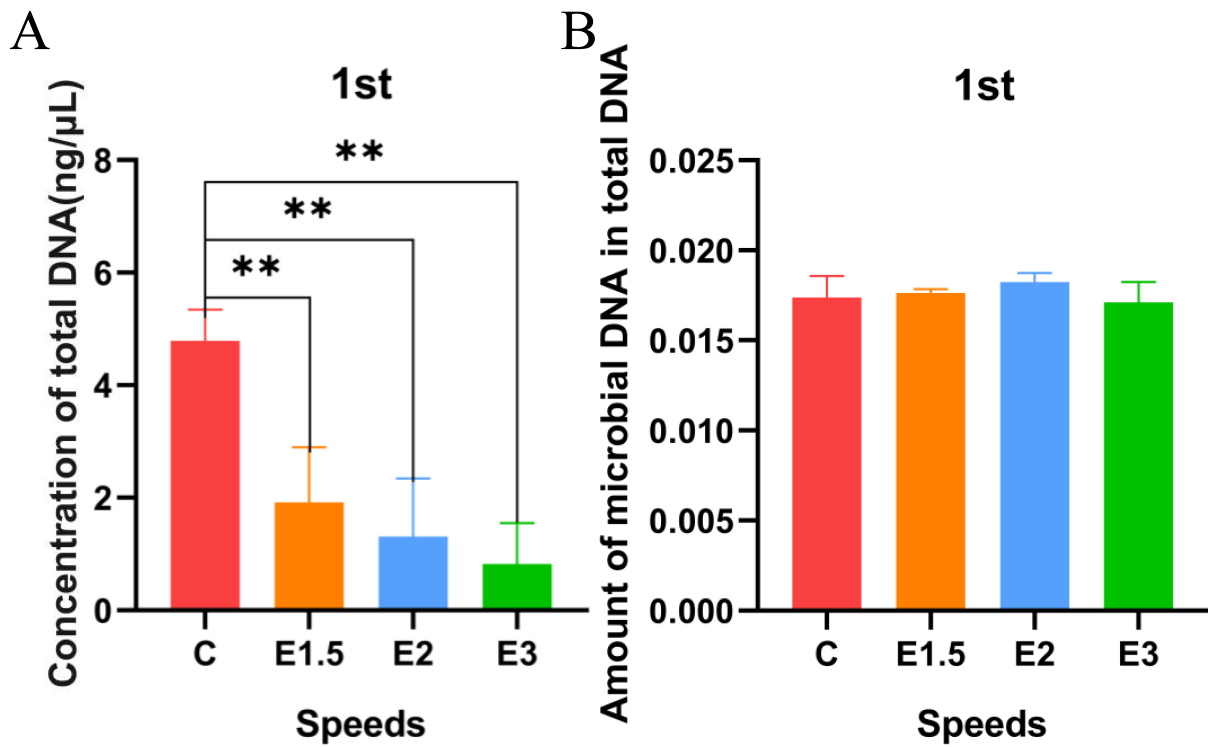 A
1st
Concentration of total DNA(ng/μL)
8
6
4
2
0
**
**
**
C E1.5 E2 E3
Speeds
B
1st
Amount of microbial DNA in total DNA
0.025
0.020
0.015
0.010
0.005
0.000
C E1.5 E2 E3
Speeds